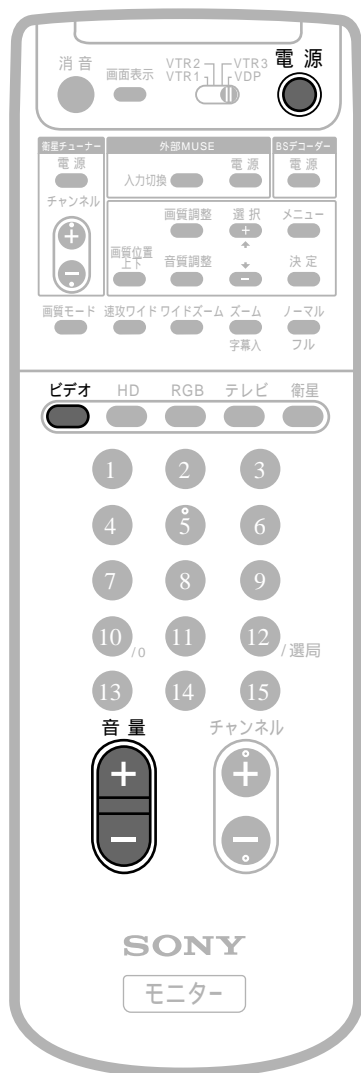 消音
画面表示
VTR2 VTR3
VTR1 VDP
電源
衛星チューナー
外部MUSE
BSデコーダー
電源
入力切換
電源
電源
チャンネル
+
−
画質調整
選択
メニュー
+
画質位置
上下
音質調整
−
決定
画質モード 速攻ワイド ワイドズーム ズーム ノーマル
字幕入 フル
ビデオ HD RGB テレビ 衛星
1 2 3
4 5 6
7 8 9
10/0 11 12/選局
13 14 15
音量 チャンネル
+ +
− −
SONY
モニター